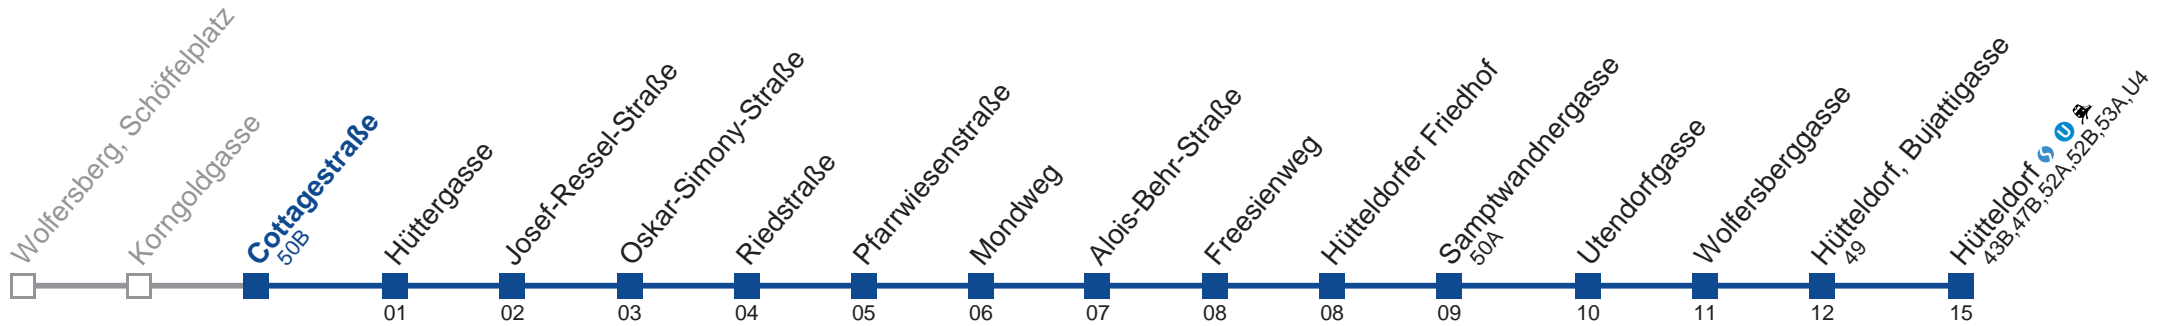 Wolfersberg, Schöffelplatz
Korngoldgasse
Cottagestraße
50B
Hüttergasse
01
Josef-Ressel-Straße
02
Oskar-Simony-Straße
03
Riedstraße
04
Pfarrwiesenstraße
05
Mondweg
06
Alois-Behr-Straße
07
Freesienweg
08
Hütteldorfer Friedhof
08
Samptwandnergasse
50A
09
Utendorfgasse
10
Wolfersberggasse
11
Hütteldorf, Bujattigasse
49
12
Hütteldorf U
43B,47B,52A,52B,53A,U4
15